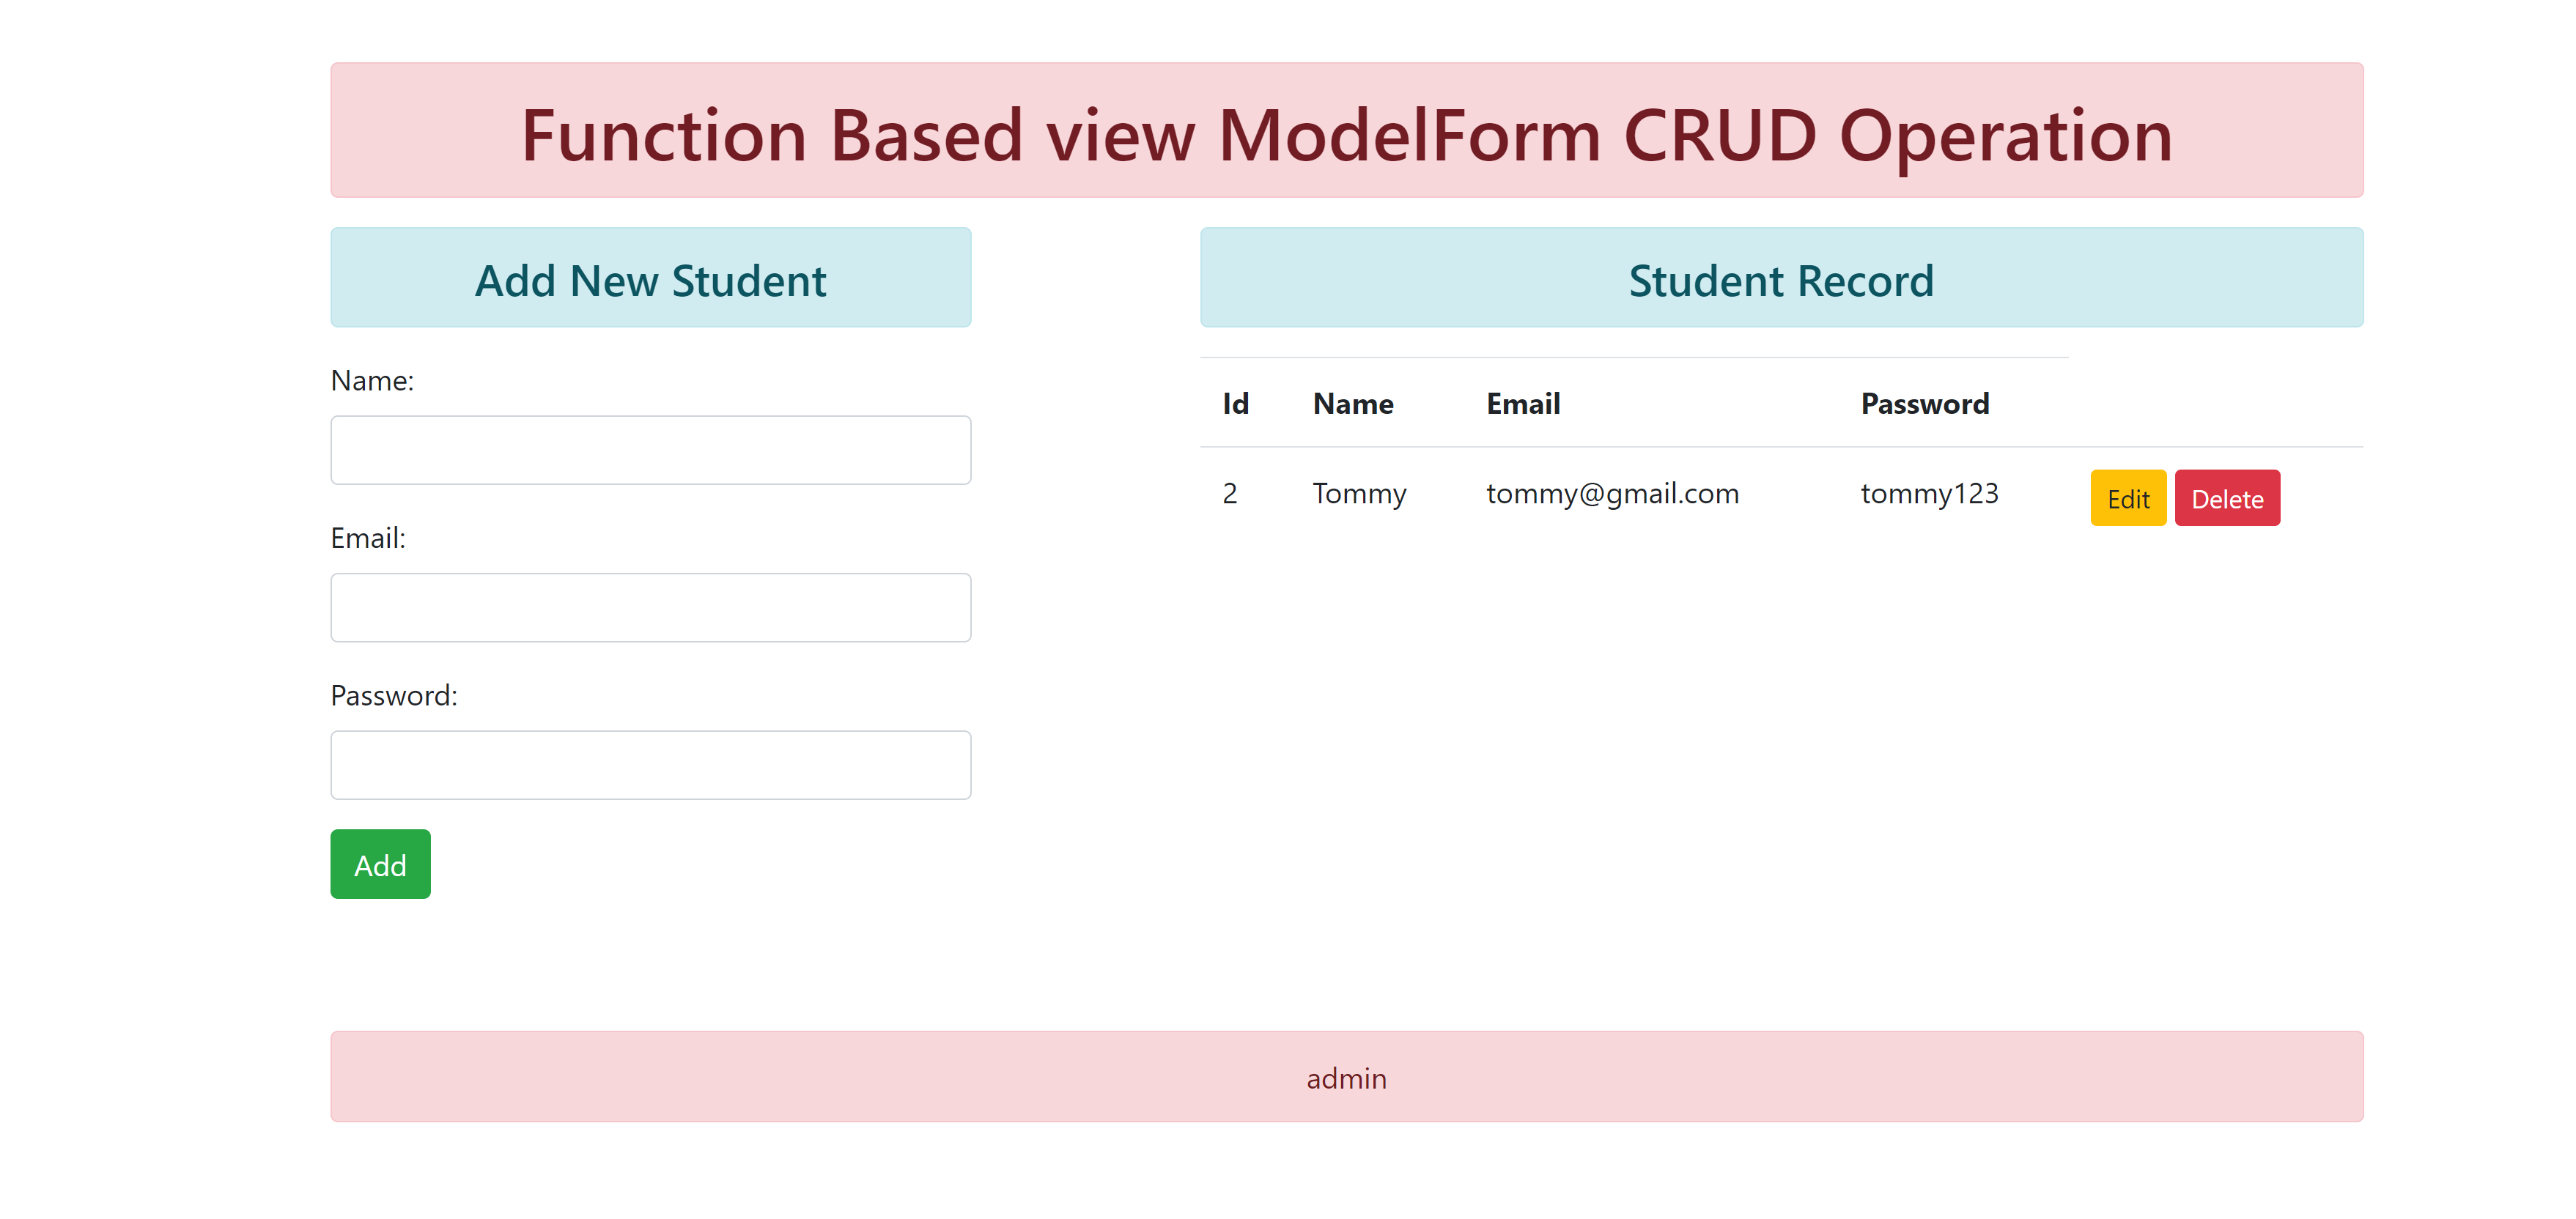 Function Based view ModelForm CRUD Operation
Add New Student
Name:
Email:
Password:
Add
Student Record
Id Name Email Password
2 Tommy tommy@gmail.com tommy123 Edit Delete
admin